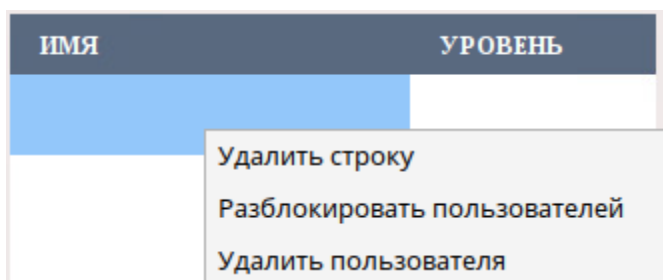 ИМЯ УРОВЕНЬ
Удалить строку
Разблокировать пользователей
Удалить пользователя